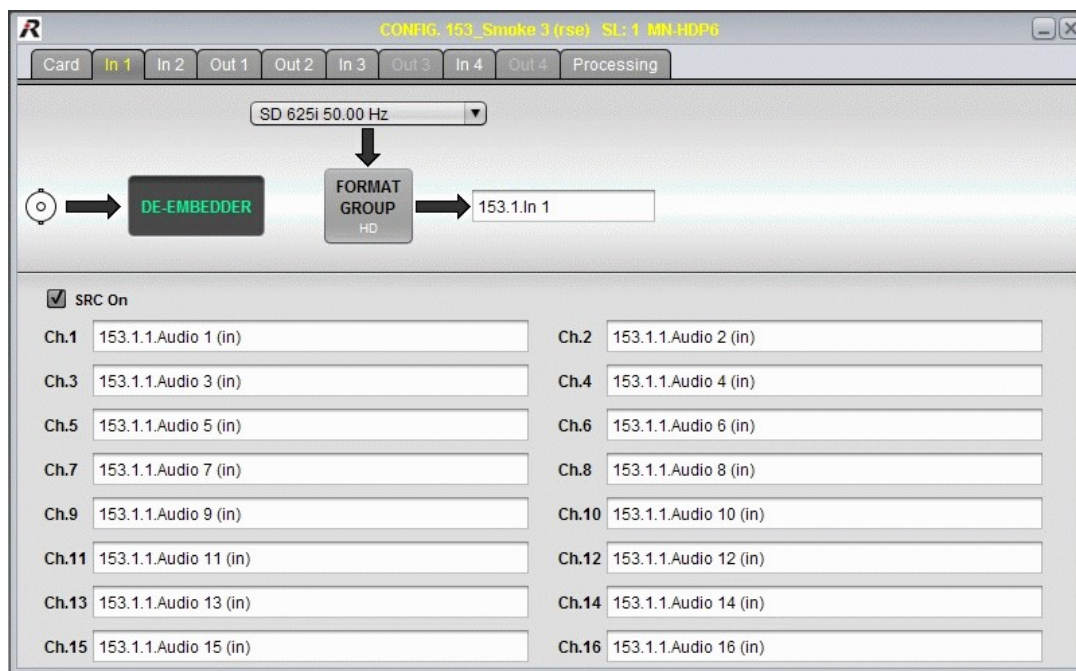 R CONFIG. 153_Smoke 3 (rse) SL: 1 MN-HDP6
Card In 1 In 2 Out 1 Out 2 In 3 Out 3 In 4 Out 4 Processing
SD 625i 50.00 Hz
DE-EMBEDDER
FORMAT
GROUP
HD
153.1.In 1
SRC On
Ch.1 153.1.1.Audio 1 (in) Ch.2 153.1.1.Audio 2 (in)
Ch.3 153.1.1.Audio 3 (in) Ch.4 153.1.1.Audio 4 (in)
Ch.5 153.1.1.Audio 5 (in) Ch.6 153.1.1.Audio 6 (in)
Ch.7 153.1.1.Audio 7 (in) Ch.8 153.1.1.Audio 8 (in)
Ch.9 153.1.1.Audio 9 (in) Ch.10 153.1.1.Audio 10 (in)
Ch.11 153.1.1.Audio 11 (in) Ch.12 153.1.1.Audio 12 (in)
Ch.13 153.1.1.Audio 13 (in) Ch.14 153.1.1.Audio 14 (in)
Ch.15 153.1.1.Audio 15 (in) Ch.16 153.1.1.Audio 16 (in)